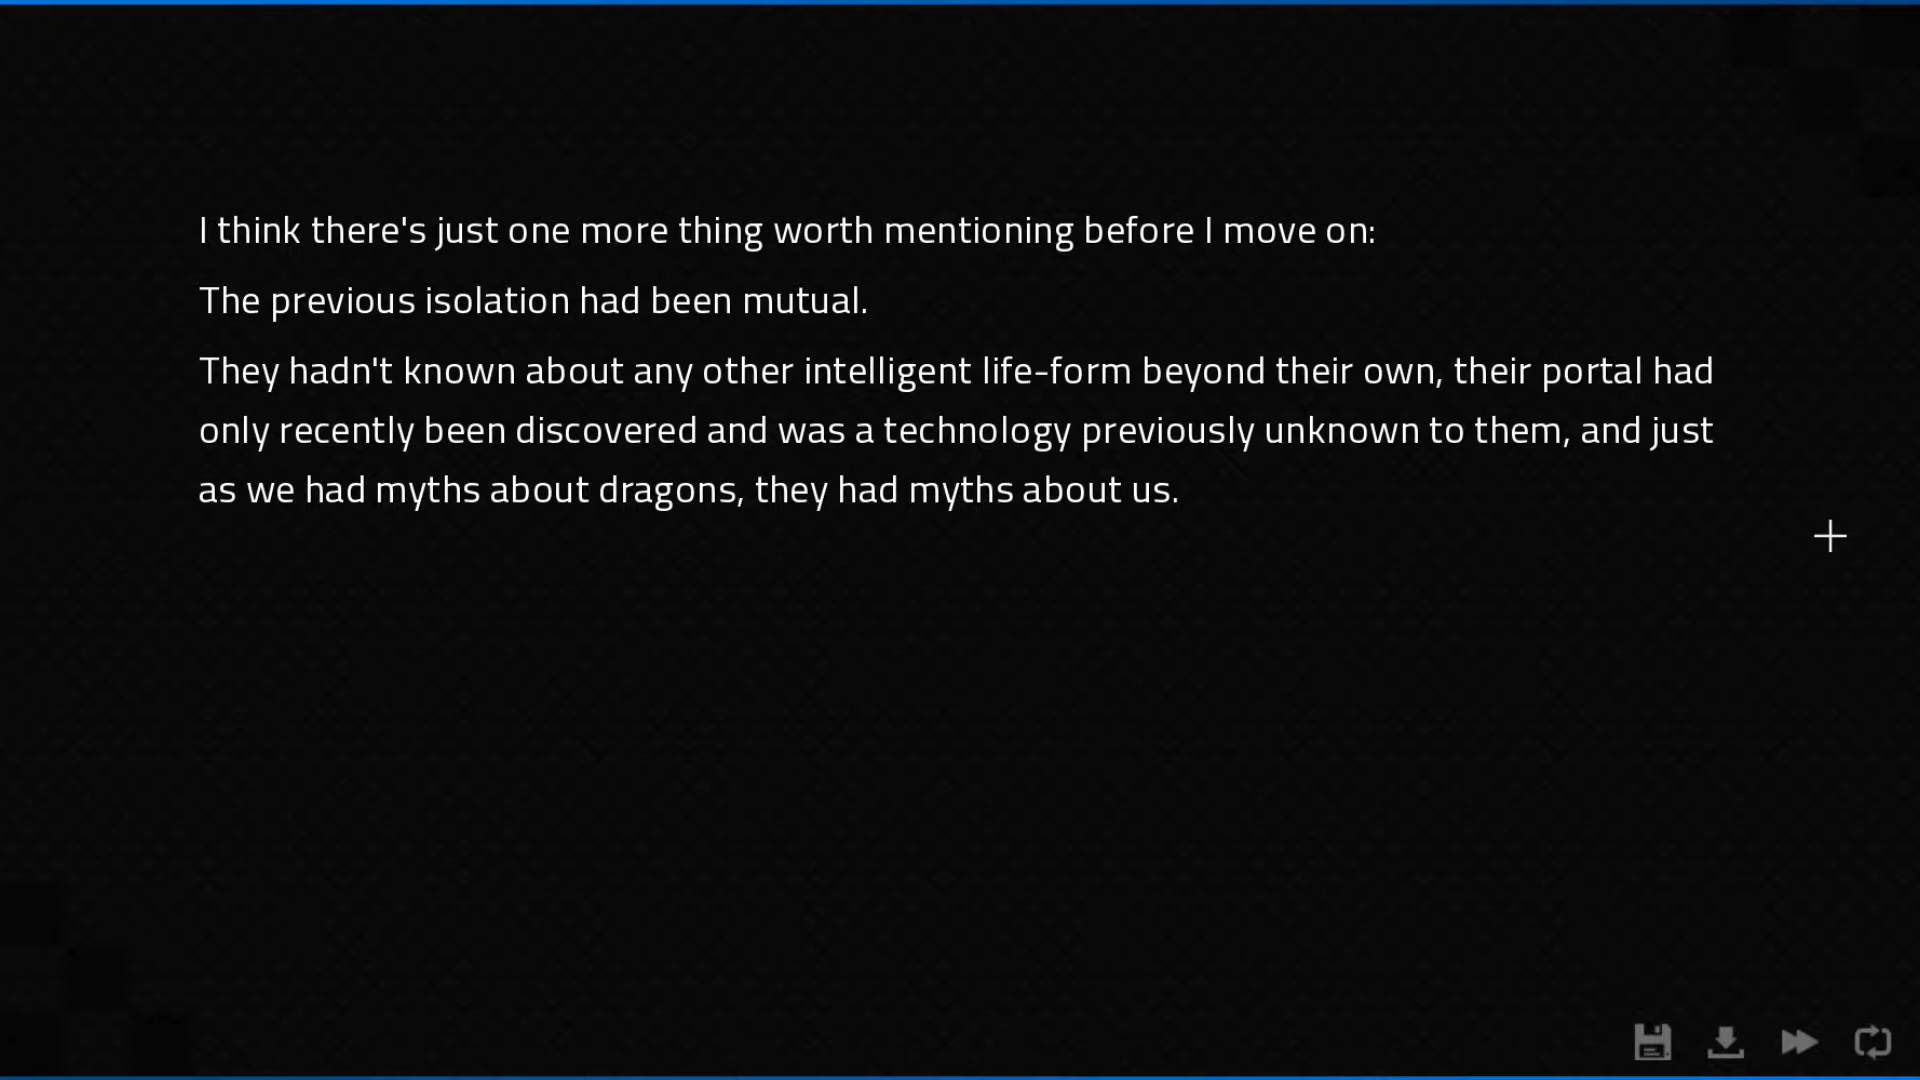 I think there's just one more thing worth mentioning before I move on:
The previous isolation had been mutual.
They hadn't known about any other intelligent life-form beyond their own, their portal had
only recently been discovered and was a technology previously unknown to them, and just
as we had myths about dragons, they had myths about us.